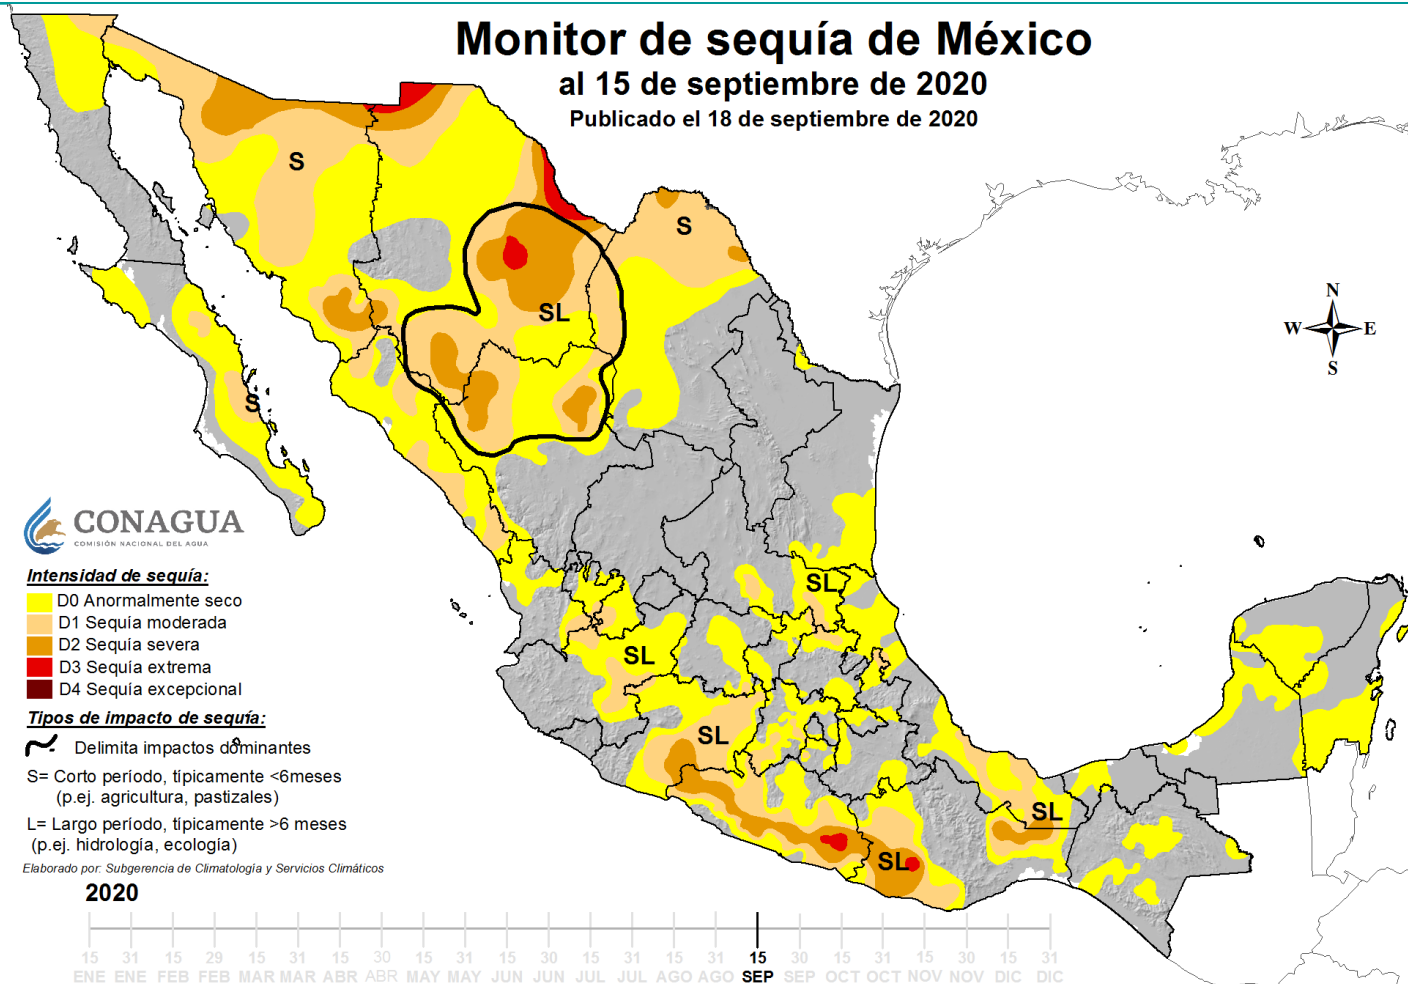 Monitor de sequía de México
al 15 de septiembre de 2020
Publicado el 18 de septiembre de 2020
S
S
SL
S
N
W E
S
CONAGUA
COMISIÓN NACIONAL DEL AGUA
Intensidad de sequía:
D0 Anormalmente seco
D1 Sequía moderada
D2 Sequía severa
D3 Sequía extrema
D4 Sequía excepcional
SL
SL
SL
SL
SL
Tipos de impacto de sequía:
Delimita impactos dominantes
S= Corto período, típicamente <6meses
(p.ej. agricultura, pastizales)
L= Largo período, típicamente >6 meses
(p.ej. hidrología, ecología)
Elaborado por: Subgerencia de Climatología y Servicios Climáticos
2020
15 31 15 29 15 31 15 30 15 31 15 30 15 31 15 31 15 30 15 31 15 30 15 31
ENE ENE FEB FEB MAR MAR ABR ABR MAY MAY JUN JUN JUL JUL AGO AGO SEP SEP OCT OCT NOV NOV DIC DIC